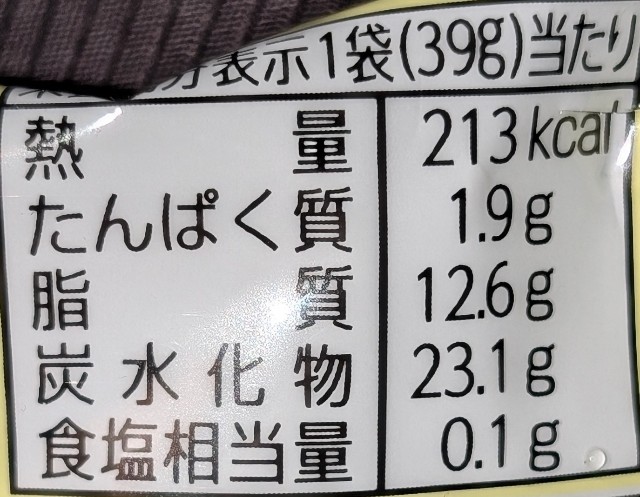 分表示1袋(39g)当たり
熱量 213kcal
たんぱく質 1.9g
脂質 12.6g
炭水化物 23.1g
食塩相当量 0.1g